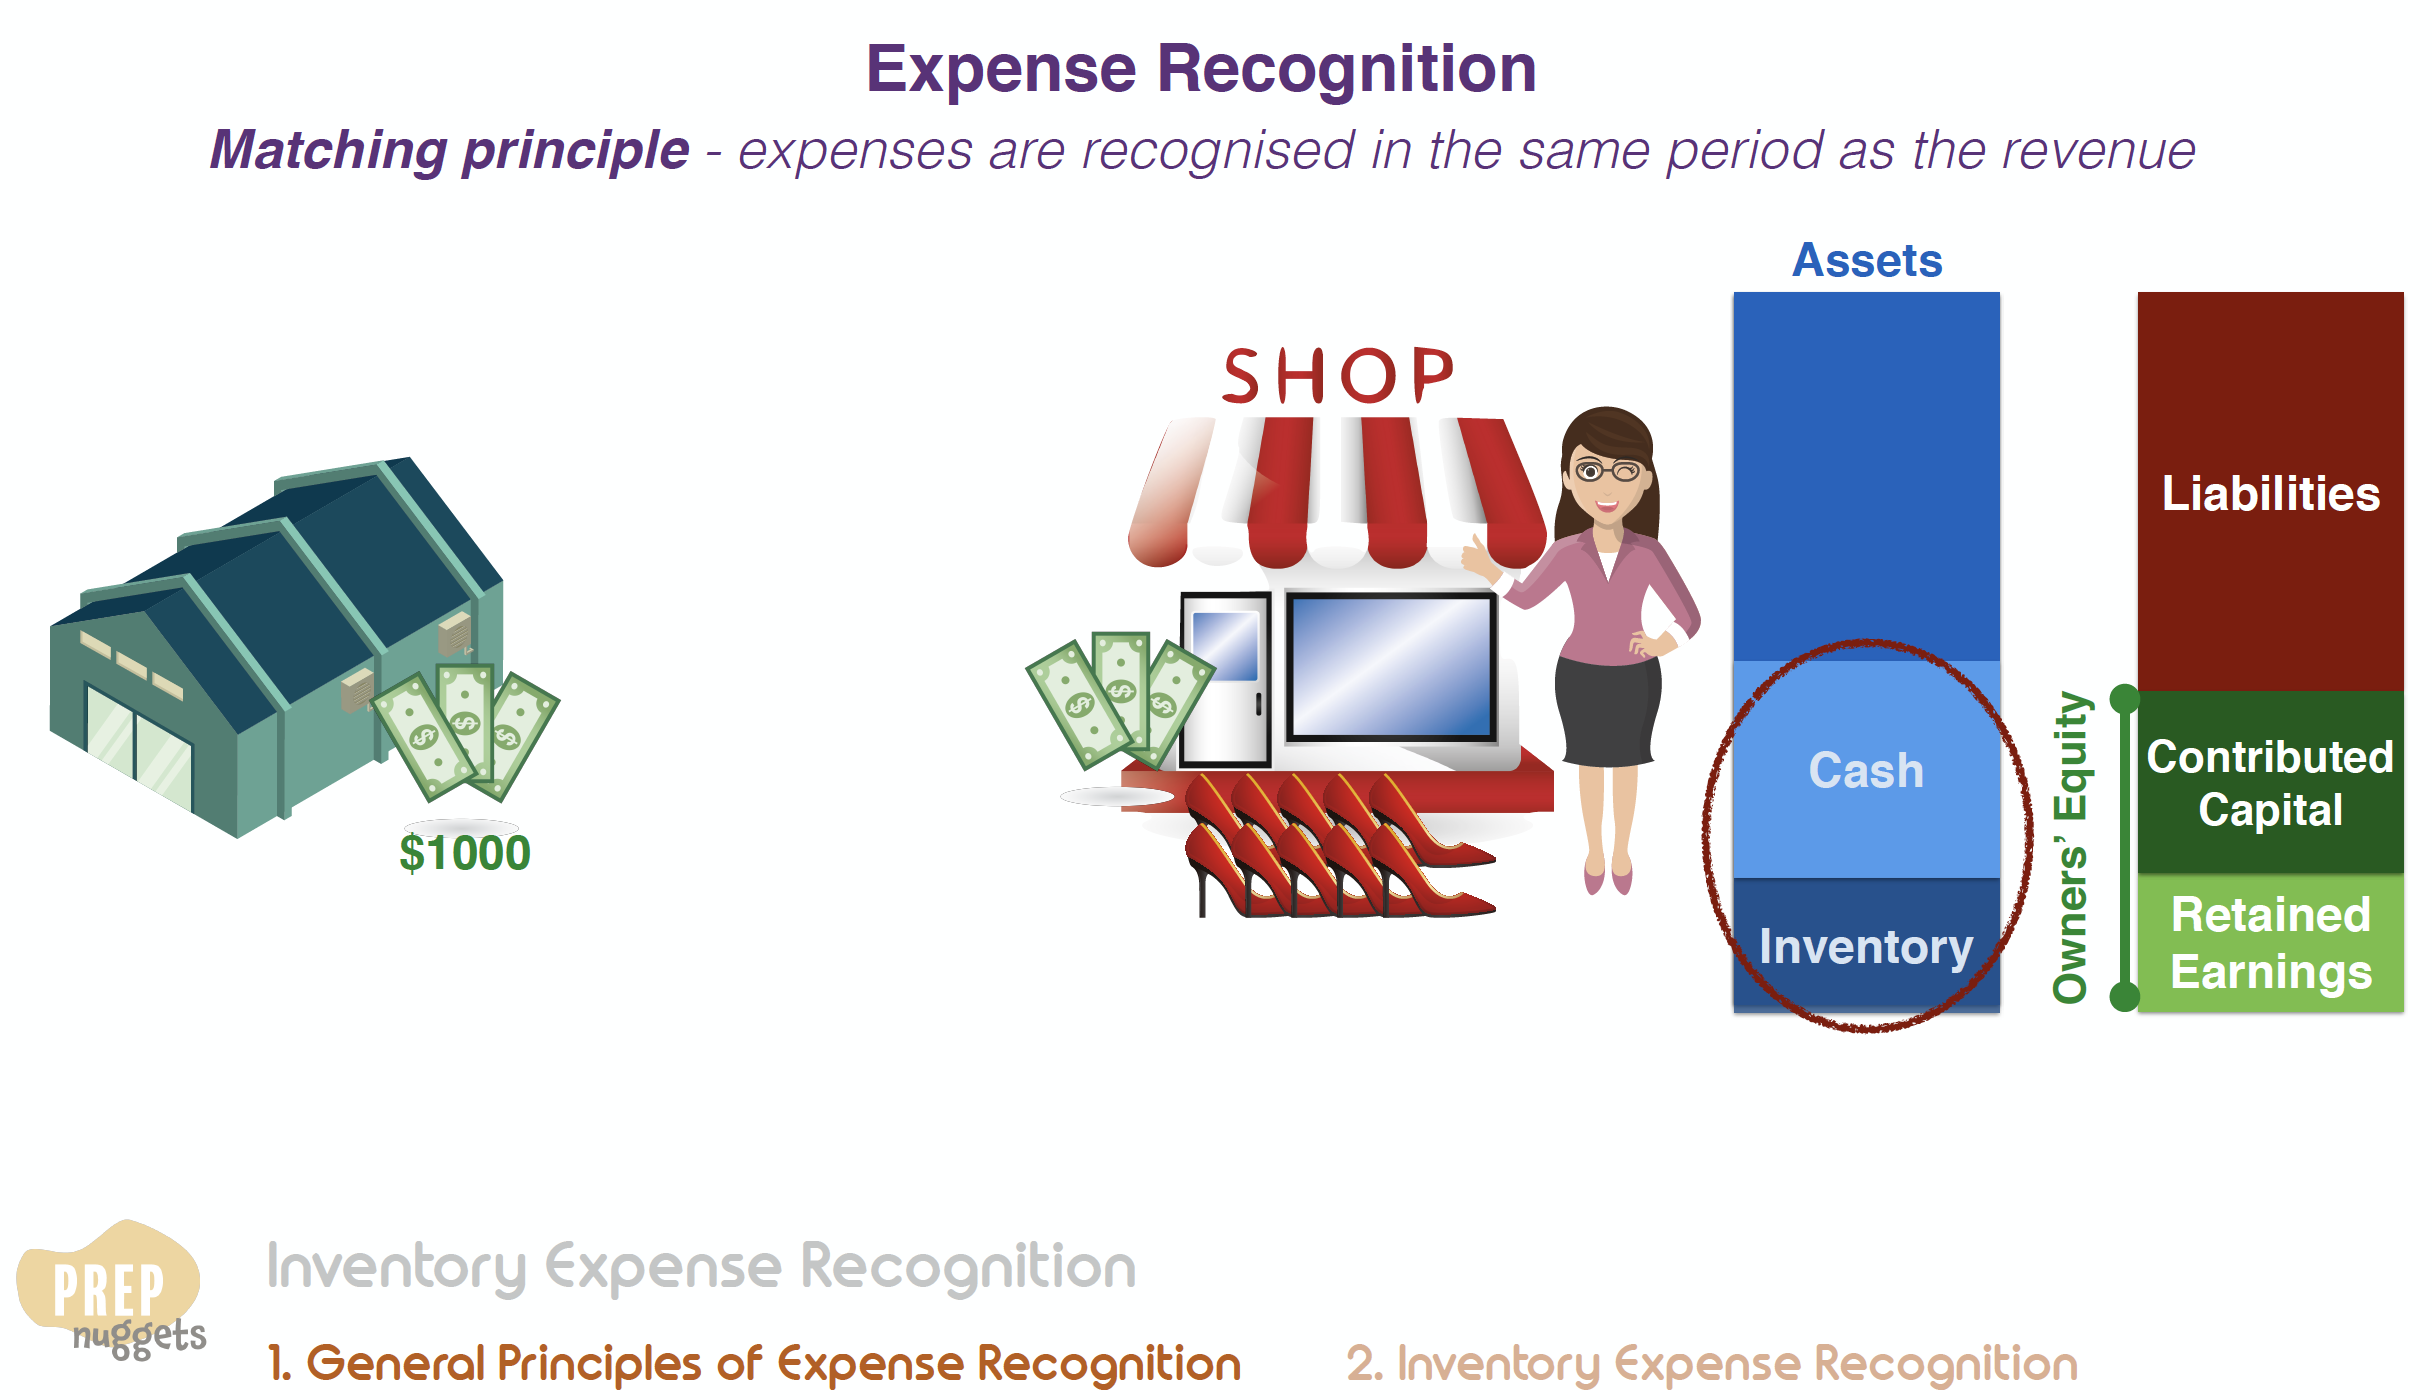 Expense Recognition
Matching principle - expenses are recognised in the same period as the revenue
Assets
SHOP
Liabilities
Cash
Owners' Equity
Contributed
Capital
$1000
Inventory
Retained
Earnings
PREP
nuggets
Inventory Expense Recognition
1. General Principles of Expense Recognition
2. Inventory Expense Recognition